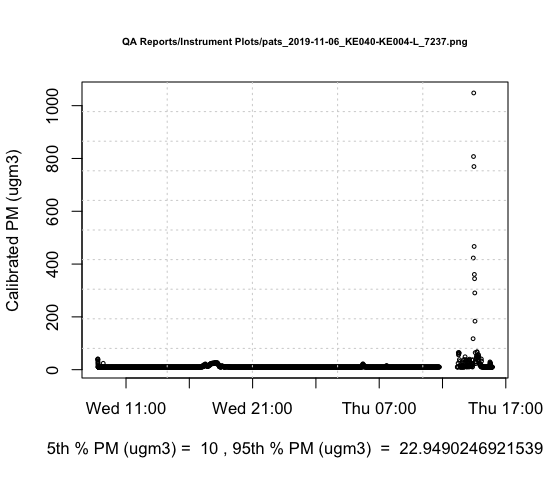 QA Reports/Instrument Plots/pats_2019-11-06_KE040-KE004-L_7237.png
Calibrated PM (ugm3)
1000
800
600
400
200
0
Wed 11:00 Wed 21:00 Thu 07:00 Thu 17:00
5th % PM (ugm3) = 10 , 95th % PM (ugm3) = 22.9490246921539